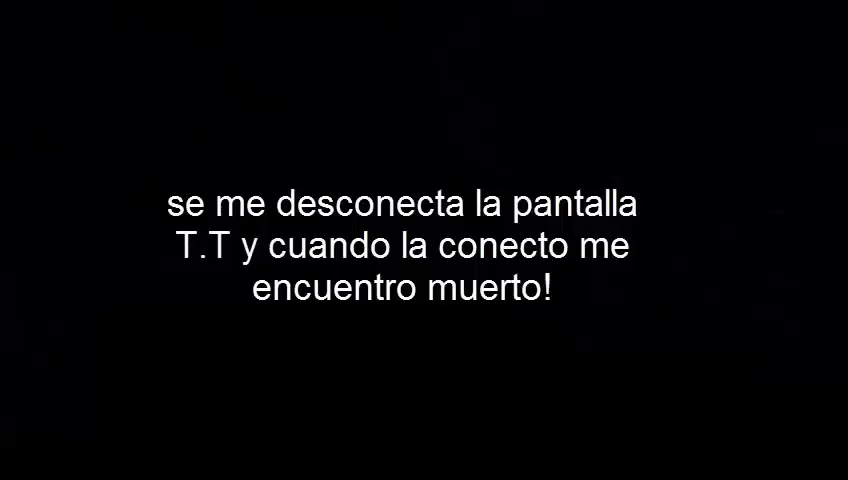 se me desconecta la pantalla
T.T y cuando la conecto me
encuentro muerto!